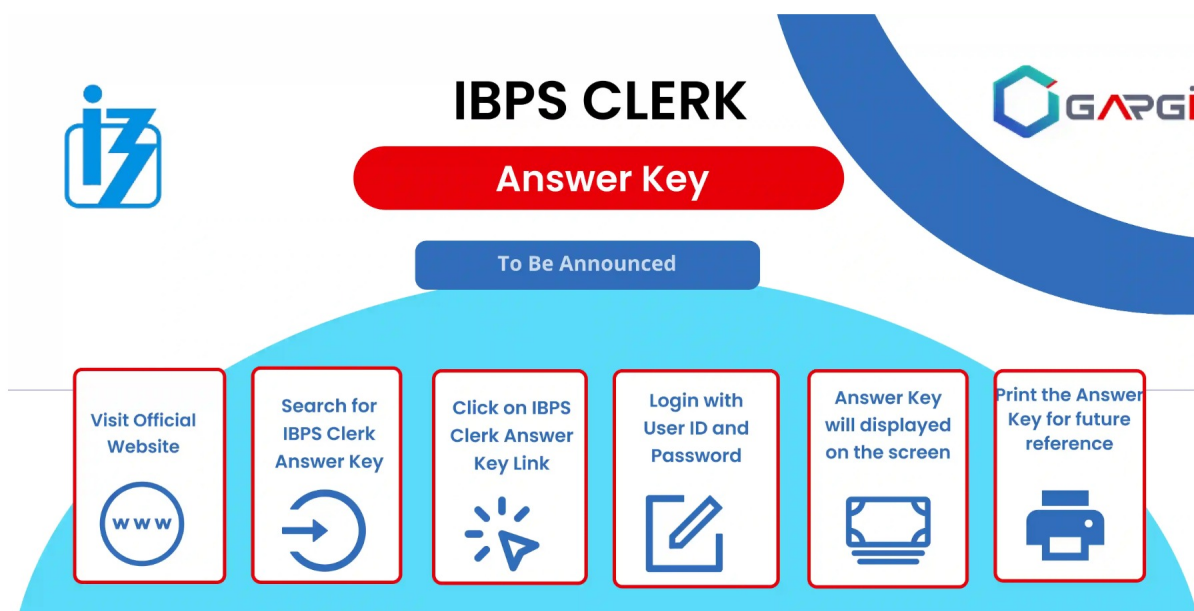 IBPS CLERK
GARGI
Answer Key
To Be Announced
Visit Official
Website
www
Search for
IBPS Clerk
Answer Key
Click on IBPS
Clerk Answer
Key Link
Login with
User ID and
Password
Answer Key
will displayed
on the screen
Print the Answer
Key for future
reference